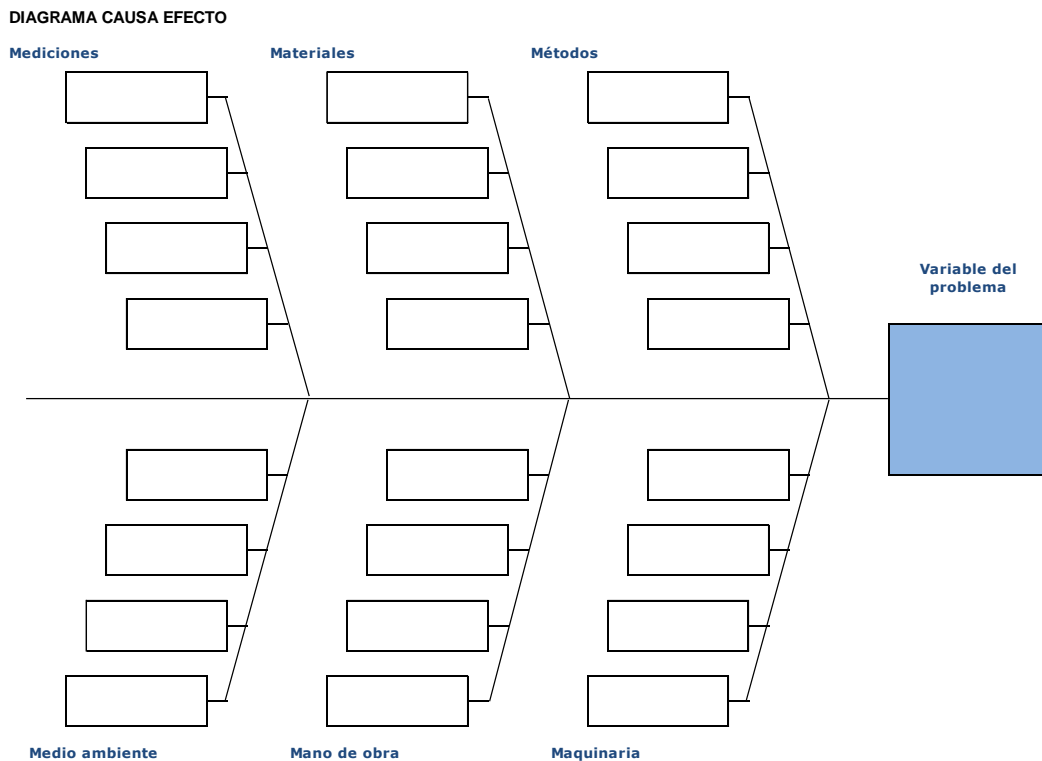 DIAGRAMA CAUSA EFECTO
Mediciones
Materiales
Métodos
Variable del
problema
Medio ambiente
Mano de obra
Maquinaria